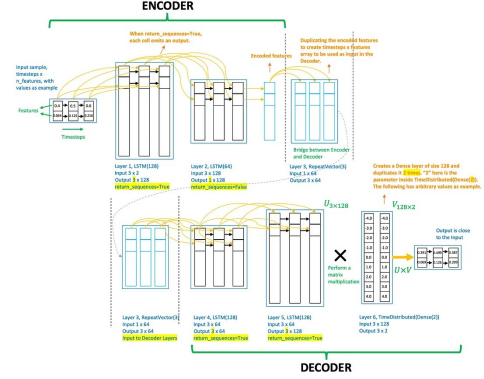 ENCODER
When return_sequences=True,
each cell emits an output.
Duplicating the encoded features
to create timesteps x features
array to be used as input in the
Decoder.
Encoded features
Input sample,
timesteps x
n_features, with
values as example
Features
Timesteps
Layer 1, LSTM(128)
Input 3 x 2
Output 3 x 128
return_sequences=True
Layer 2, LSTM(64)
Input 3 x 128
Output 1 x 64
return_sequences=False
Bridge between Encoder
and Decoder
Layer 3, RepeatVector(3)
Input 1 x 64
Output 3 x 64
Creates a Dense layer of size 128 and
duplicates it 2 times. "2" here is the
parameter inside TimeDistributed(Dense(2)).
The following has arbitrary values as example.
U3×128
V128×2
Output is close
to the Input
Perform a
matrix
multiplication
U×V
Layer 3, RepeatVector(3)
Input 1 x 64
Output 3 x 64
Input to Decoder Layers
Layer 4, LSTM(128)
Input 3 x 64
Output 3 x 64
return_sequences=True
Layer 5, LSTM(128)
Input 3 x 64
Output 3 x 128
return_sequences=True
Layer 6, TimeDistributed(Dense(2))
Input 3 x 128
Output 3 x 2
DECODER